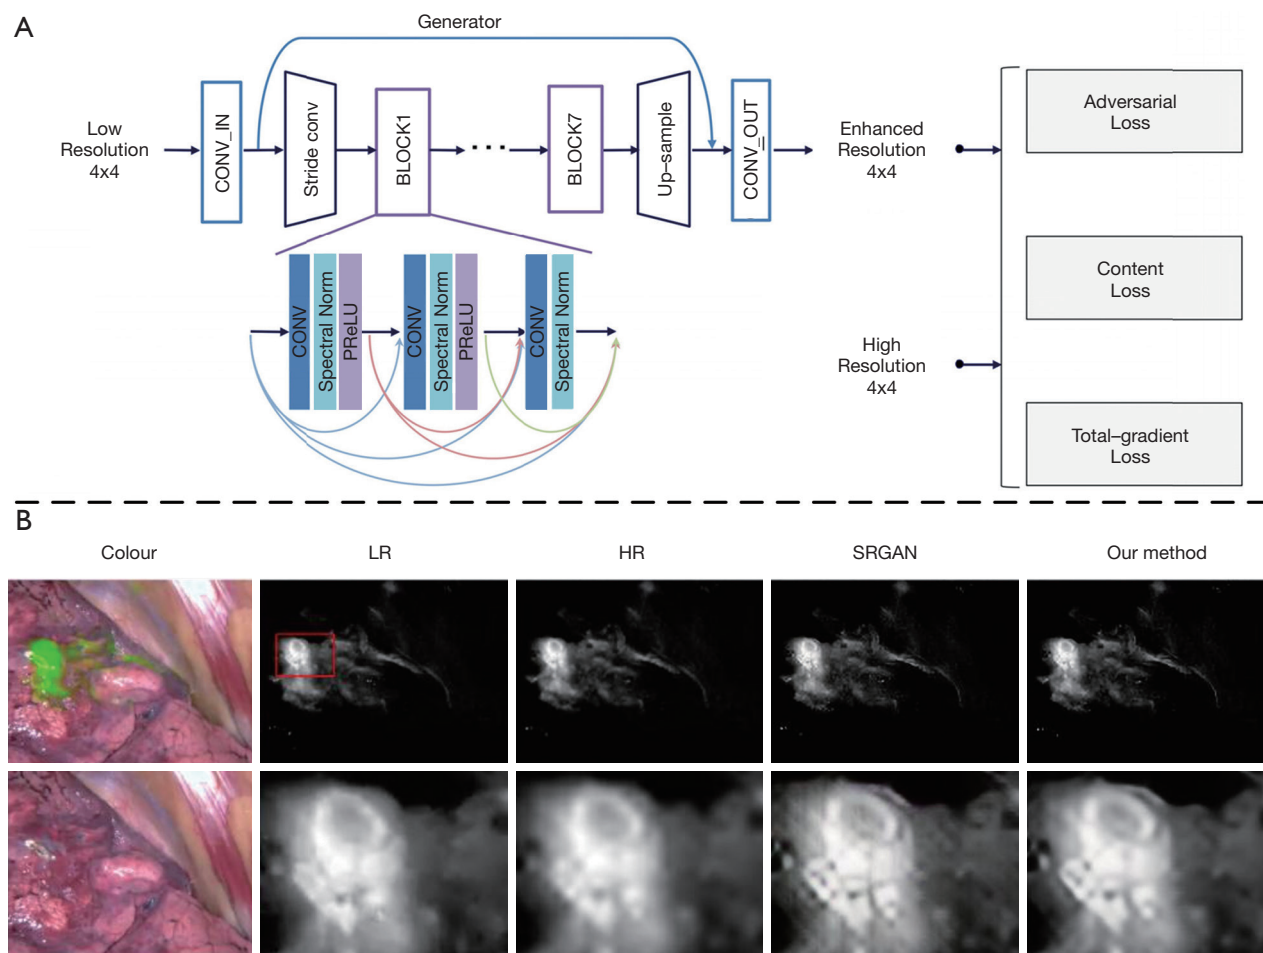 A
Generator
Low
Resolution
4x4
CONV_IN
Stride conv
BLOCK1
BLOCK7
Up–sample
CONV_OUT
Enhanced
Resolution
4x4
Adversarial
Loss
Content
Loss
High
Resolution
4x4
Total–gradient
Loss
CONV
Spectral Norm
PReLU
CONV
Spectral Norm
PReLU
CONV
Spectral Norm
B
Colour
LR
HR
SRGAN
Our method